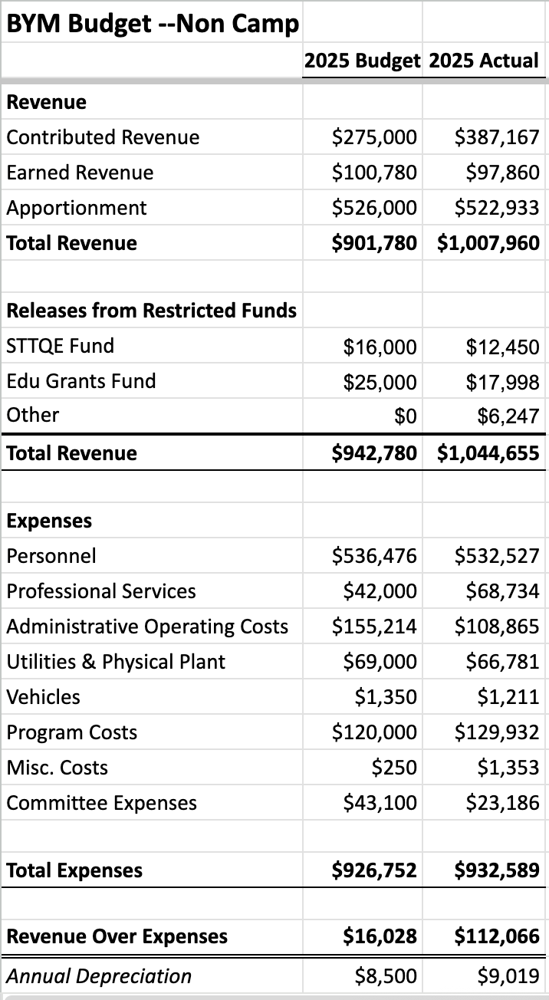 BYM Budget --Non Camp
2025 Budget 2025 Actual
Revenue
Contributed Revenue $275,000 $387,167
Earned Revenue $100,780 $97,860
Apportionment $526,000 $522,933
Total Revenue $901,780 $1,007,960
Releases from Restricted Funds
STTQE Fund $16,000 $12,450
Edu Grants Fund $25,000 $17,998
Other $0 $6,247
Total Revenue $942,780 $1,044,655
Expenses
Personnel $536,476 $532,527
Professional Services $42,000 $68,734
Administrative Operating Costs $155,214 $108,865
Utilities & Physical Plant $69,000 $66,781
Vehicles $1,350 $1,211
Program Costs $120,000 $129,932
Misc. Costs $250 $1,353
Committee Expenses $43,100 $23,186
Total Expenses $926,752 $932,589
Revenue Over Expenses $16,028 $112,066
Annual Depreciation $8,500 $9,019